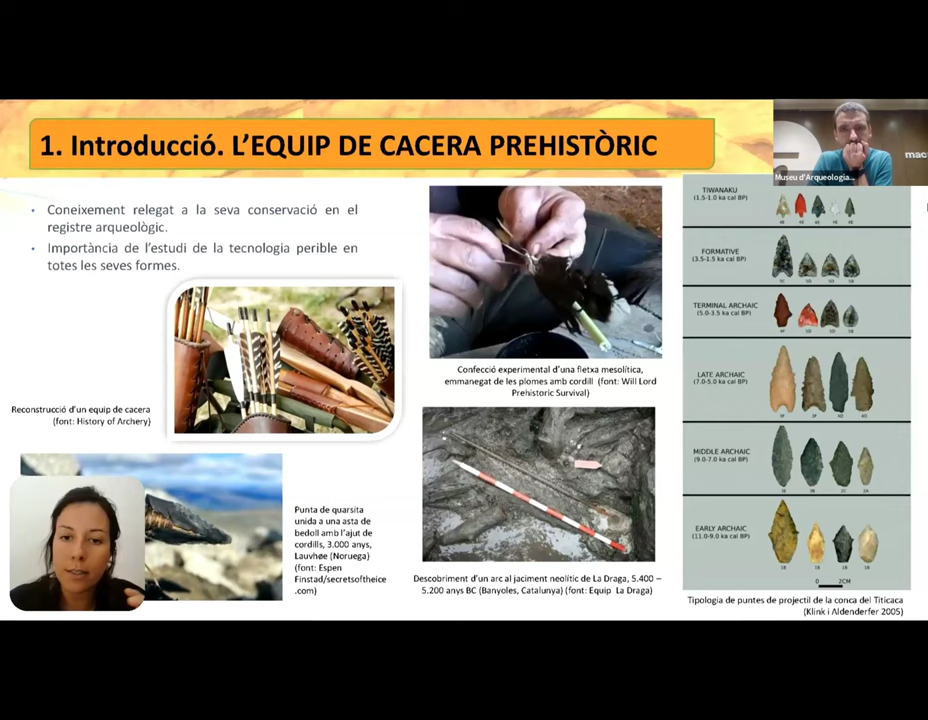 1. Introducció. L'EQUIP DE CACERA PREHISTÒRIC
mac
Museu d'Arqueologia...
• Coneixement relegat a la seva conservació en el
registre arqueològic.
• Importància de l'estudi de la tecnologia perible en
totes les seves formes.
Reconstrucció d'un equip de cacera
(font: History of Archery)
Punta de quarsita
unida a una asta de
bedoll amb l'ajut de
cordills, 3.000 anys,
Lauvhøe (Noruega)
(font: Espen
Finstad/secretsoftheice
.com)
Confecció experimental d'una fletxa mesolítica,
emmanegat de les plomes amb cordill (font: Will Lord
Prehistoric Survival)
Descobriment d'un arc al jaciment neolític de La Draga, 5.400 –
5.200 anys BC (Banyoles, Catalunya) (font: Equip La Draga)
TIWANAKU
(1.5-1.0 ka cal BP)
FORMATIVE
(3.5-1.5 ka cal BP)
TERMINAL ARCHAIC
(5.0-3.5 ka cal BP)
LATE ARCHAIC
(7.0-5.0 ka cal BP)
MIDDLE ARCHAIC
(9.0-7.0 ka cal BP)
EARLY ARCHAIC
(11.0-9.0 ka cal BP)
0 2CM
Tipologia de puntes de projectil de la conca del Titicaca
(Klink i Aldenderfer 2005)